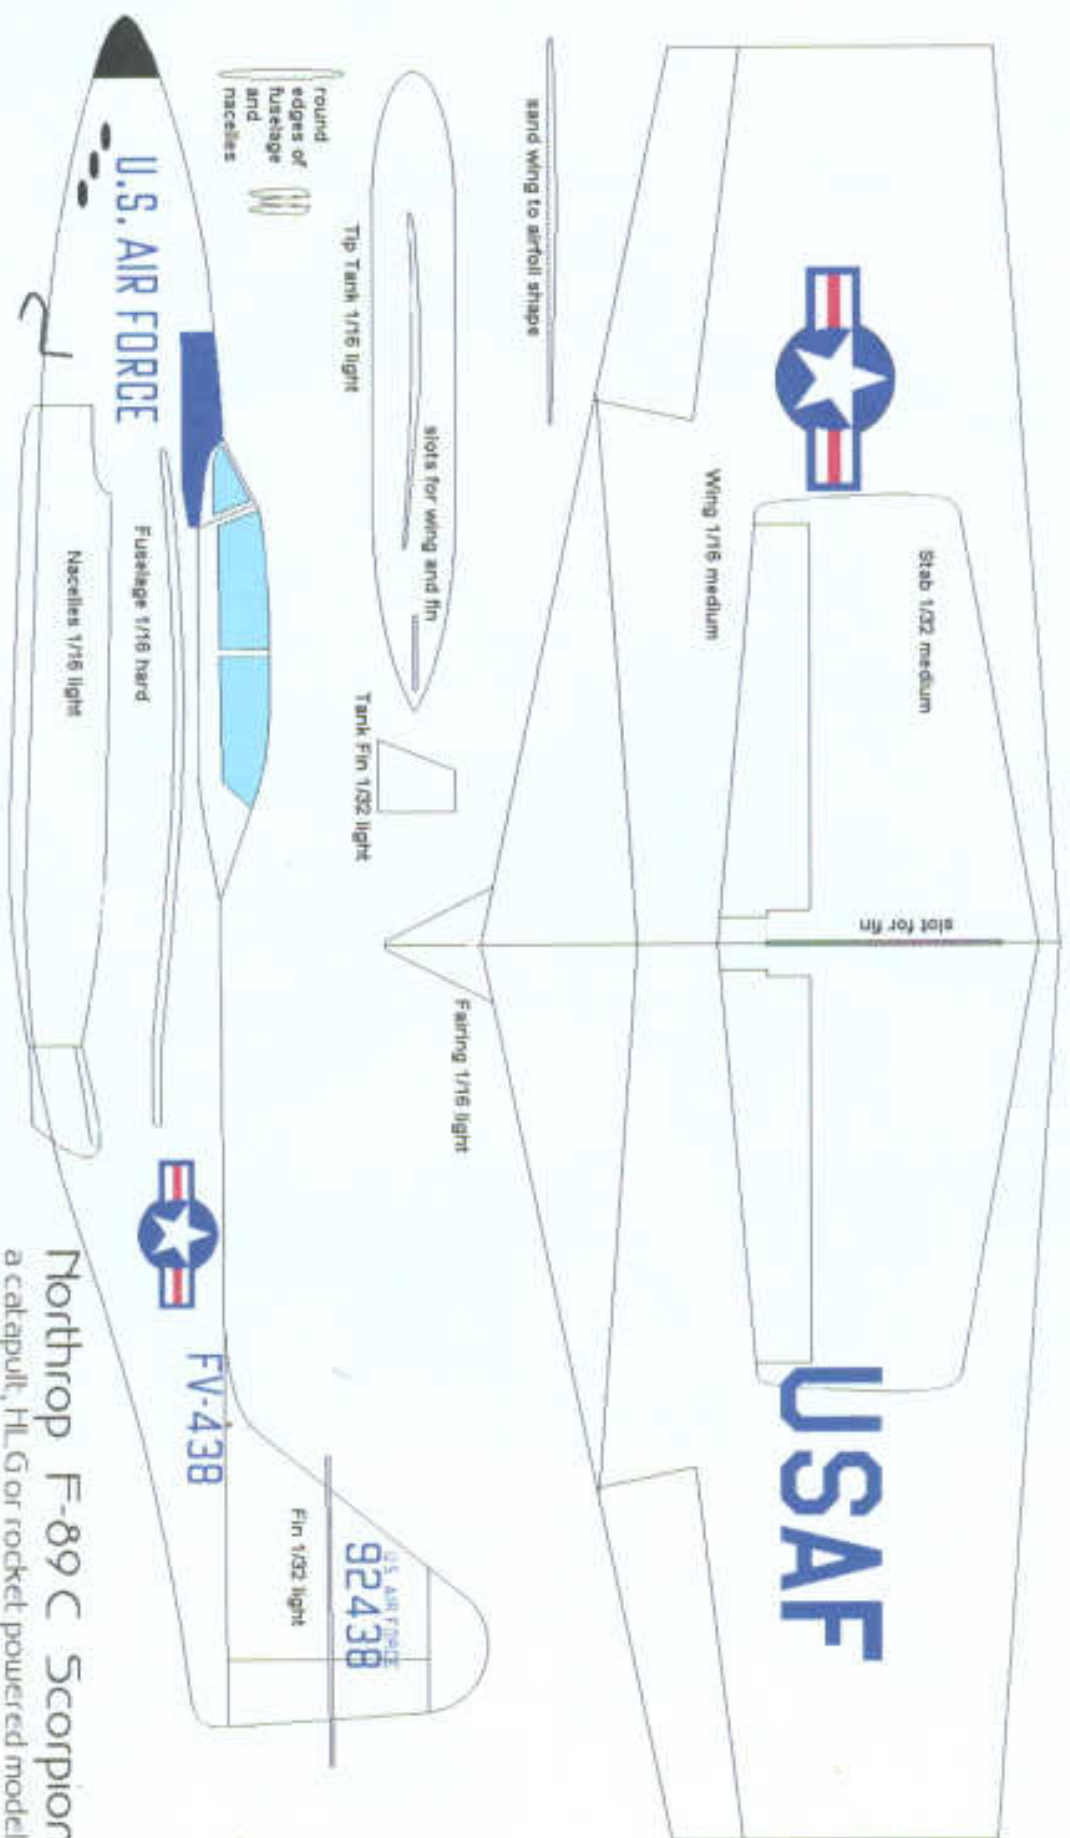 USAF
Stab 1/32 medium
slot for fin
Wing 1/16 medium
sand wing to airfoil shape
Fairing 1/16 light
slots for wing and fin
Tip Tank 1/16 light
Tank Fin 1/32 light
round
edges of
fuselage
and
nacelles
US AIR FORCE
92438
Fin 1/32 light
FV-438
U.S. AIR FORCE
Fuselage 1/16 hard
Nacelles 1/16 light
Northrop F-89 C Scorpion
a catapult, HLG or rocket powered model